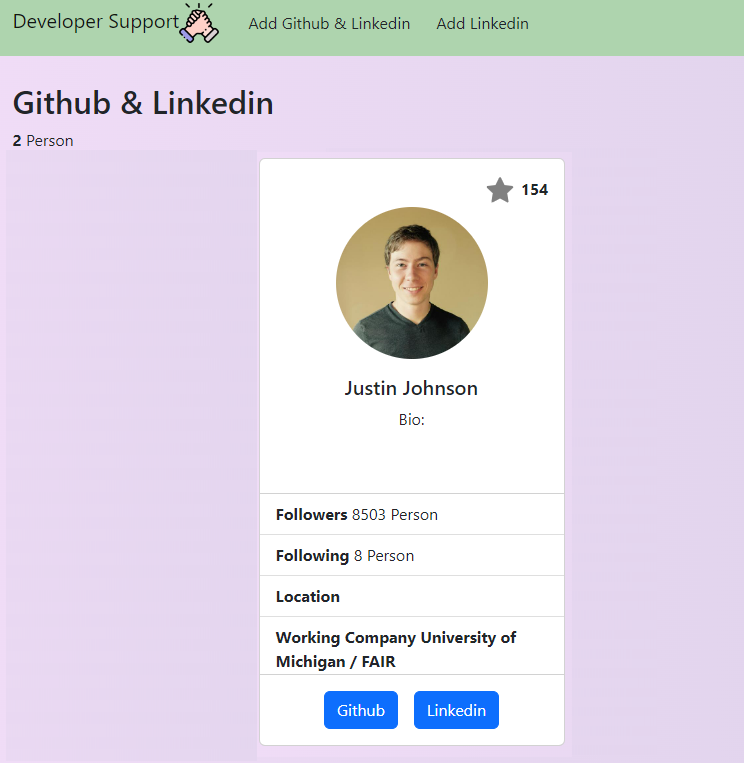 Developer Support Add Github & Linkedin Add Linkedin
Github & Linkedin
2 Person
154
Justin Johnson
Bio:
Followers 8503 Person
Following 8 Person
Location
Working Company University of
Michigan / FAIR
Github Linkedin